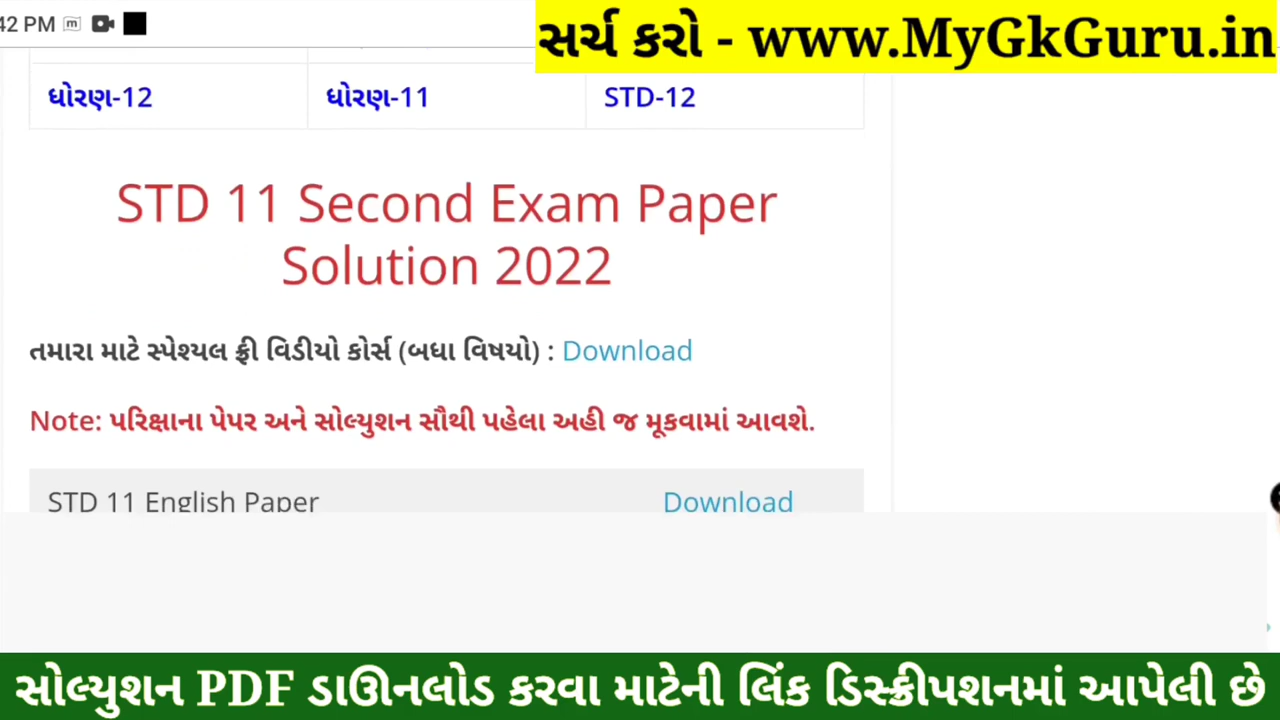 42 PM
સર્ચ કરો - www.MyGkGuru.in
ધોરણ-12 ધોરણ-11 STD-12
STD 11 Second Exam Paper
Solution 2022
તમારા માટે સ્પેશ્યલ ફ્રી વિડીયો કોર્સ (બધા વિષયો) : Download
Note: પરિક્ષાના પેપર અને સોલ્યુશન સૌથી પહેલા અહી જ મૂકવામાં આવશે.
STD 11 English Paper Download
સોલ્યુશન PDF ડાઊનલોડ કરવા માટેની લિંક ડિસ્ક્રીપશનમાં આપેલી છે